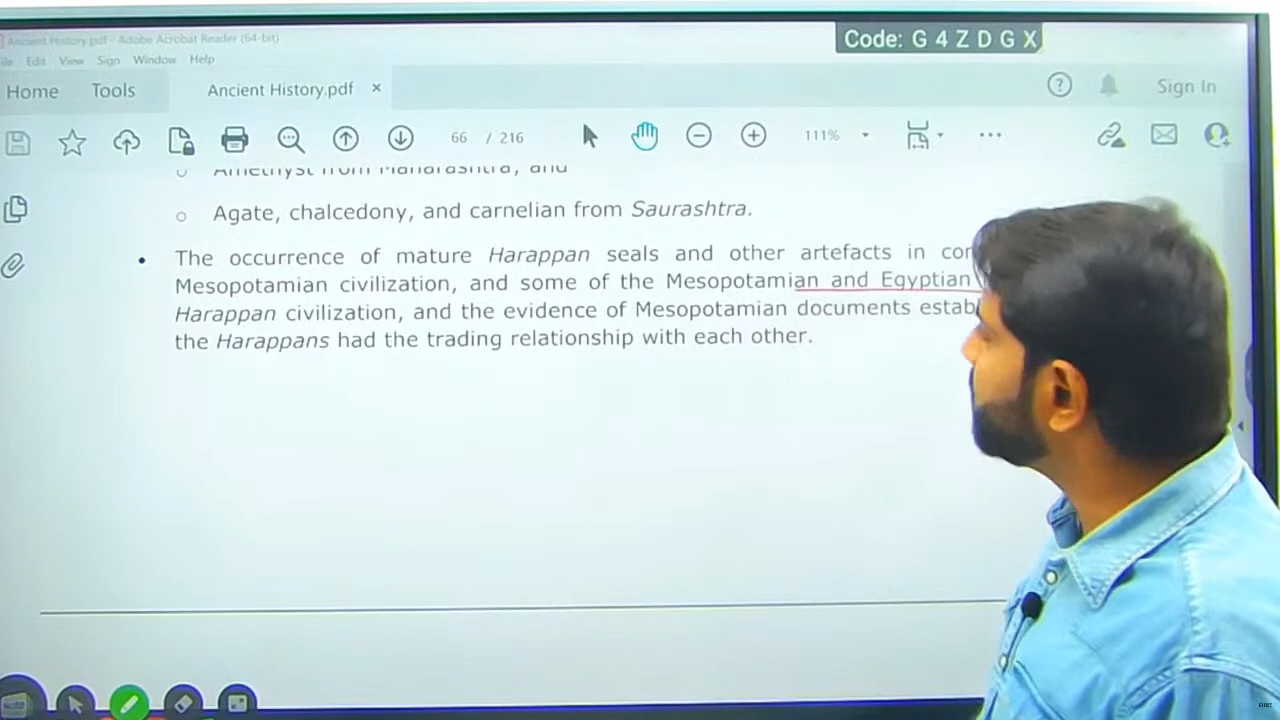 Ancient History.pdf - Adobe Acrobat Reader (64-bit)
Code: G 4 Z D G X
File Edit View Sign Window Help
Home Tools Ancient History.pdf × Sign In
66 / 216 111%
Amethyst from Maharashtra, and
Agate, chalcedony, and carnelian from Saurashtra.
The occurrence of mature Harappan seals and other artefacts in
Mesopotamian civilization, and some of the Mesopotamian and Egyptian
Harappan civilization, and the evidence of Mesopotamian documents
the Harappans had the trading relationship with each other.